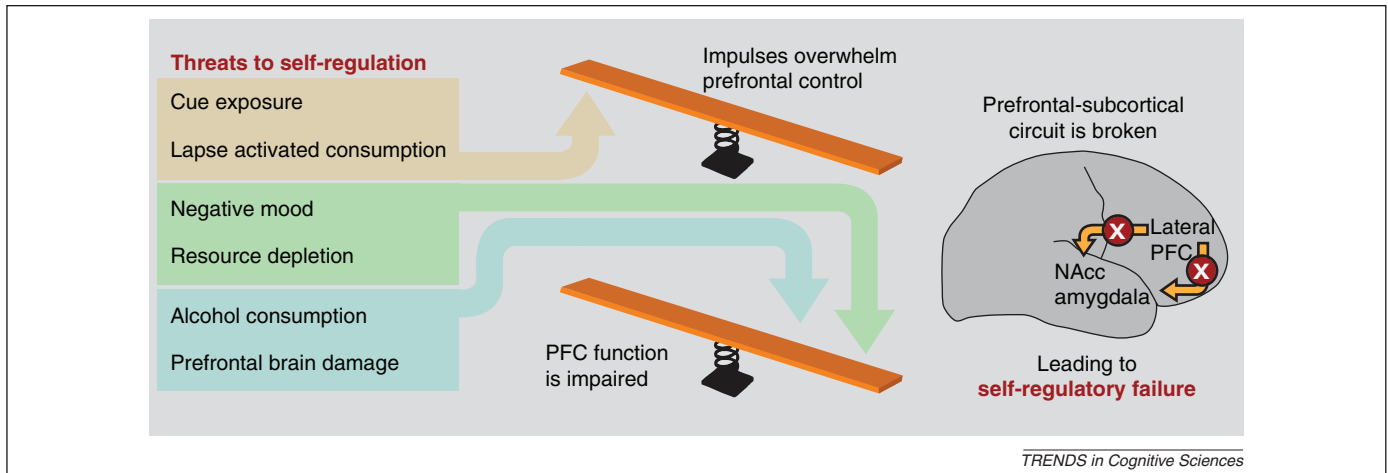 Threats to self-regulation
Cue exposure
Lapse activated consumption
Negative mood
Resource depletion
Alcohol consumption
Prefrontal brain damage
Impulses overwhelm
prefrontal control
PFC function
is impaired
Prefrontal-subcortical
circuit is broken
X
Lateral
PFC
X
NAcc
amygdala
Leading to
self-regulatory failure
TRENDS in Cognitive Sciences